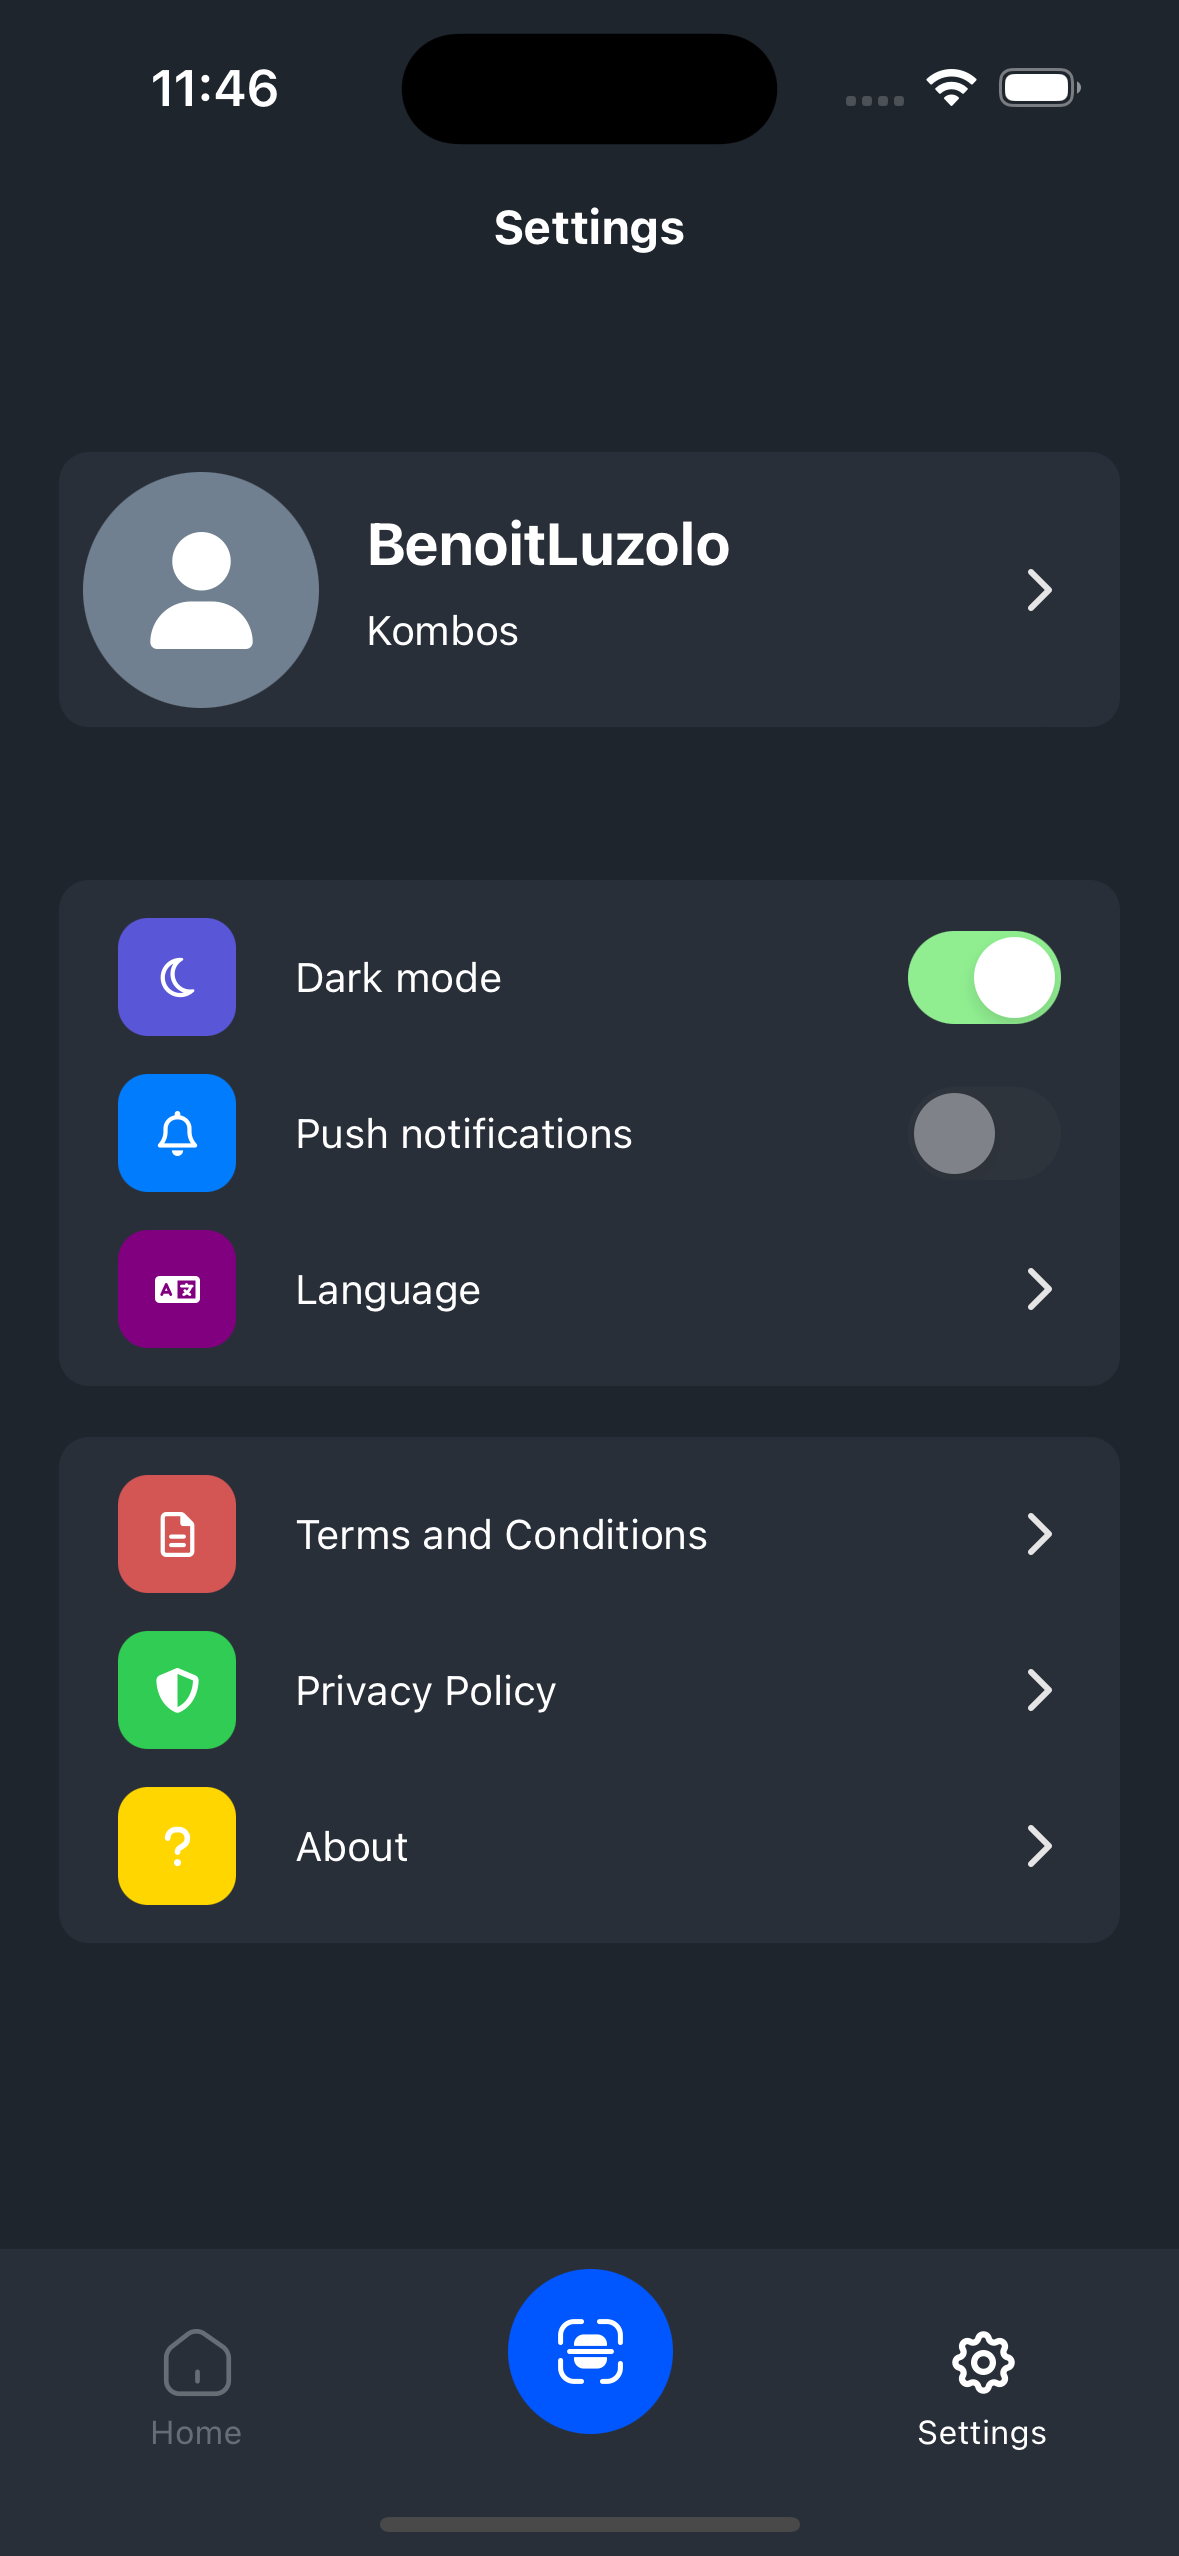 11:46
Settings
BenoitLuzolo
Kombos
Dark mode
Push notifications
Language
Terms and Conditions
Privacy Policy
About
Home
Settings